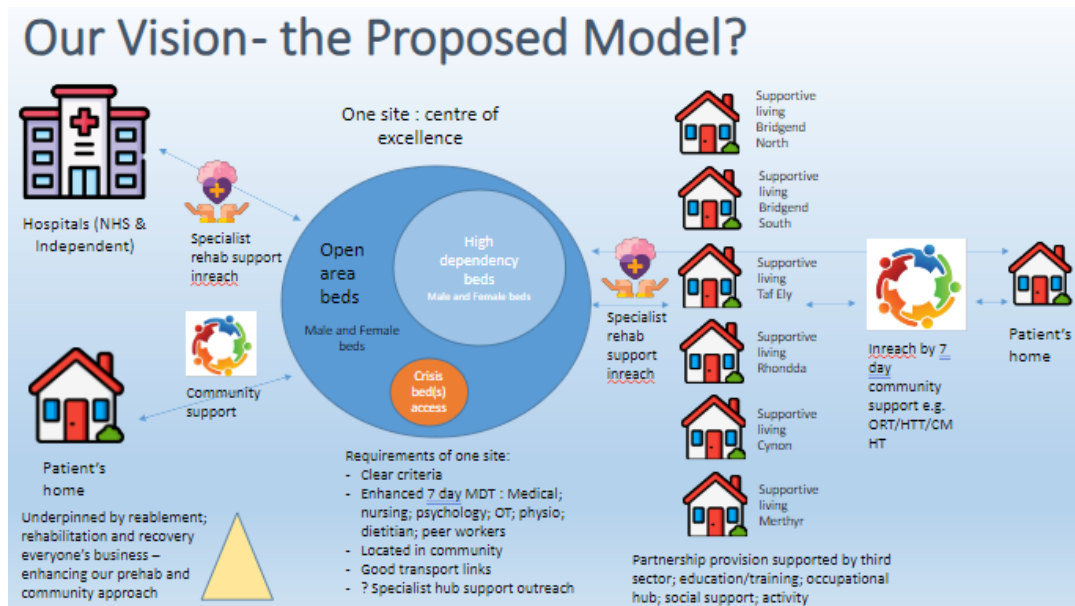 Our Vision- the Proposed Model?
One site : centre of
excellence
Hospitals (NHS &
Independent)
Specialist
rehab support
inreach
Open
area
beds
Male and Female
beds
High
dependency
beds
Male and Female beds
Crisis
bed(s)
access
Community
support
Patient's
home
Underpinned by reablement;
rehabilitation and recovery
everyone's business –
enhancing our prehab and
community approach
Requirements of one site:
- Clear criteria
- Enhanced 7 day MDT : Medical;
nursing; psychology; OT; physio;
dietitian; peer workers
- Located in community
- Good transport links
- ? Specialist hub support outreach
Specialist
rehab
support
inreach
Supportive
living
Bridgend
North
Supportive
living
Bridgend
South
Supportive
living
Taf Ely
Supportive
living
Rhondda
Supportive
living
Cynon
Supportive
living
Merthyr
Inreach by 7
day
community
support e.g.
ORT/HTT/CM
HT
Patient's
home
Partnership provision supported by third
sector; education/training; occupational
hub; social support; activity